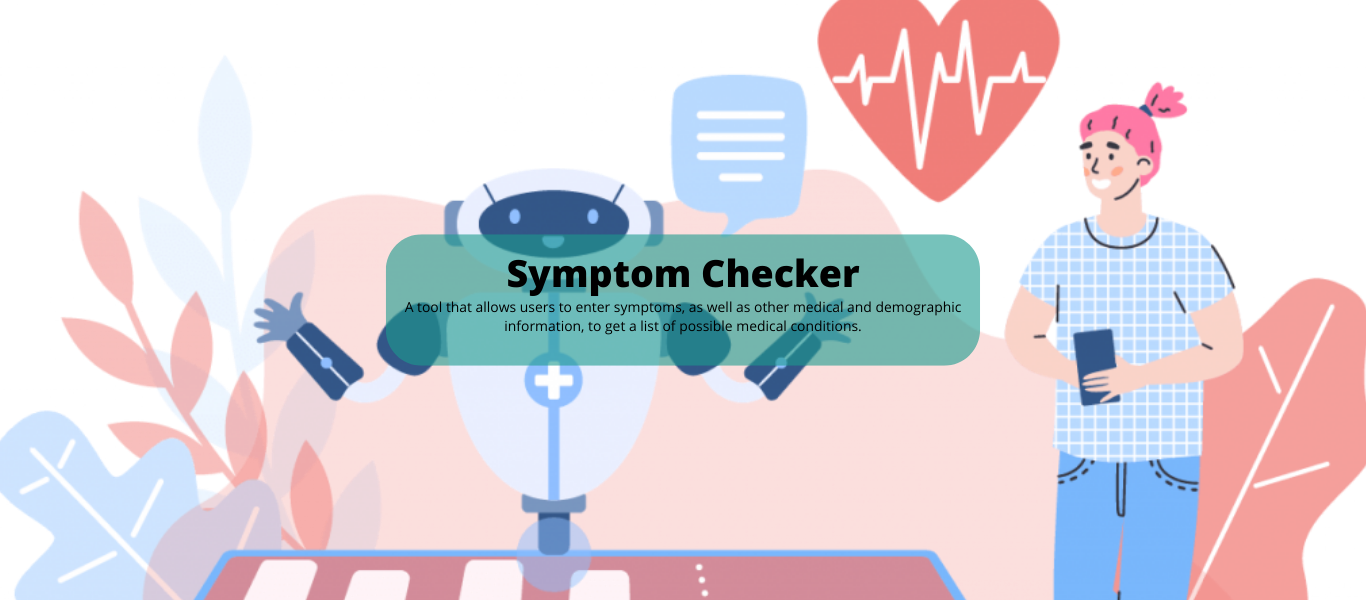 Symptom Checker
A tool that allows users to enter symptoms, as well as other medical and demographic
information, to get a list of possible medical conditions.